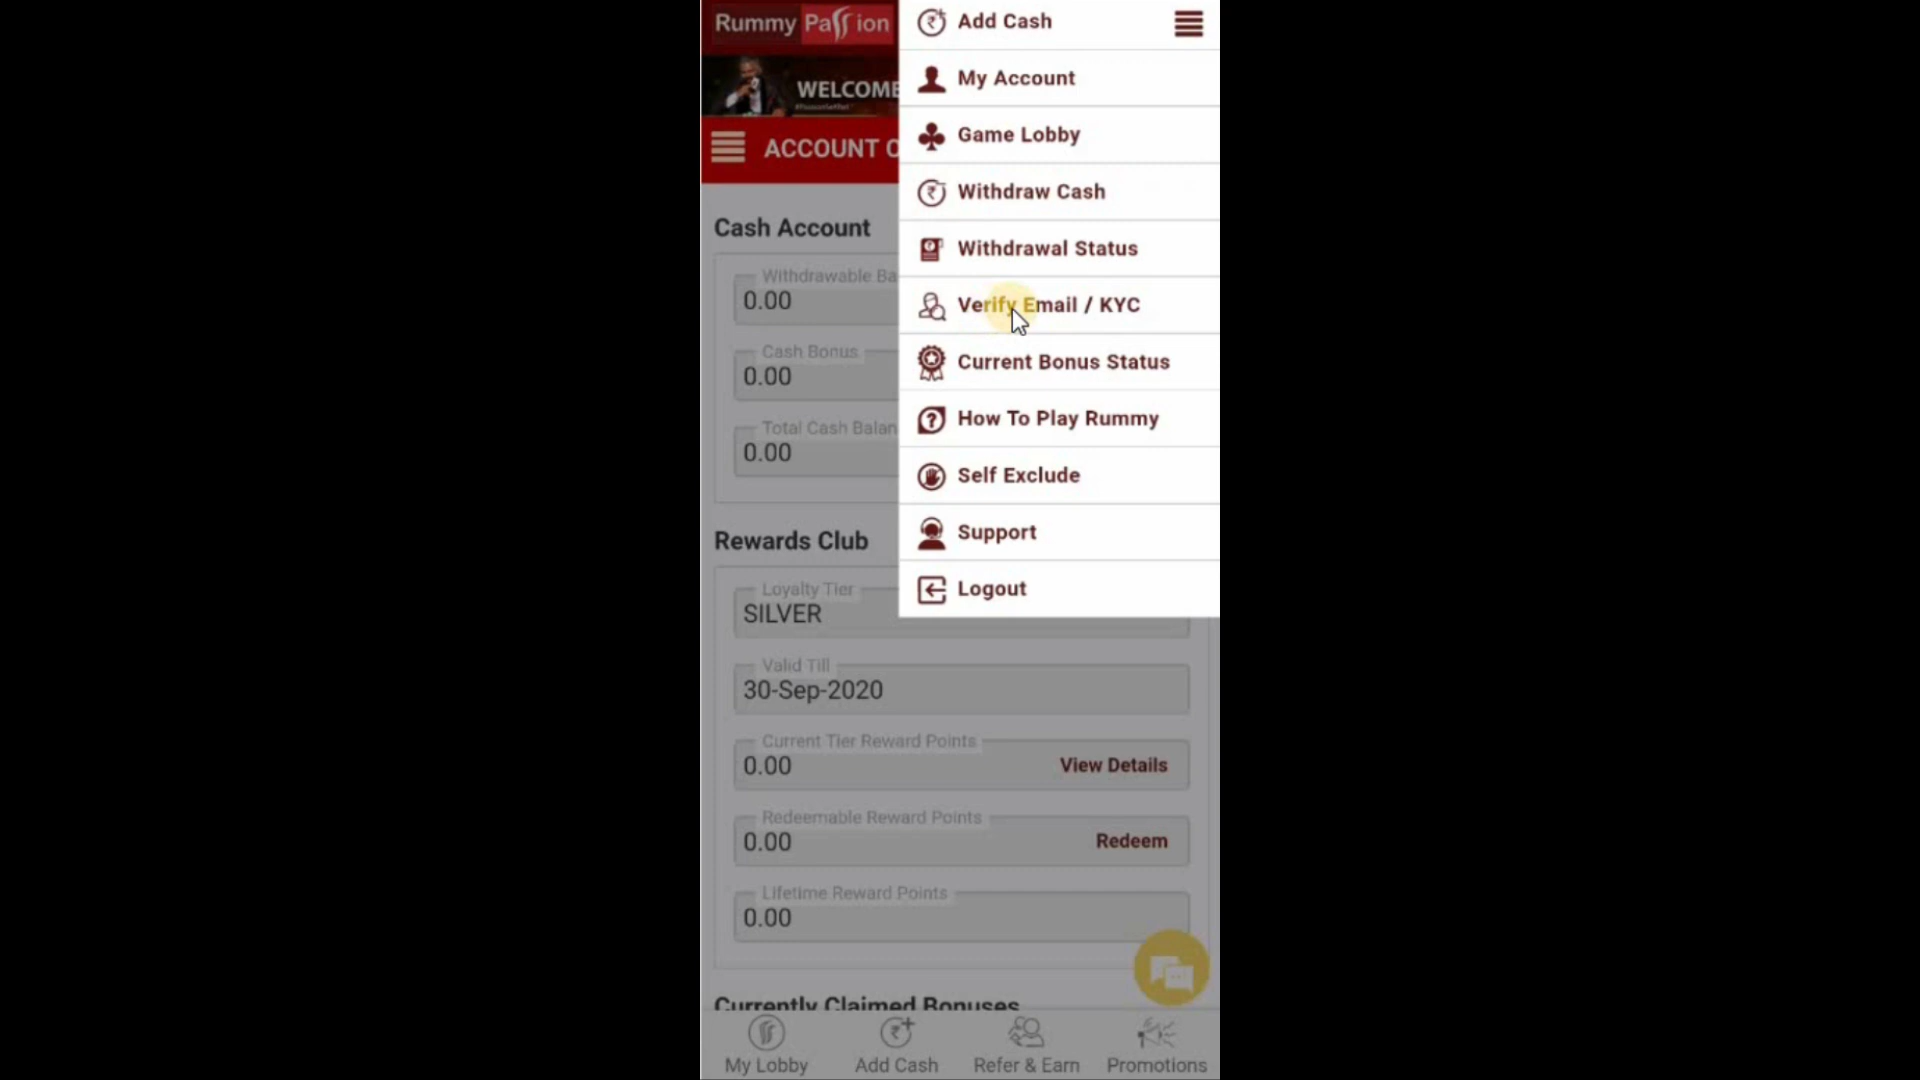 Rummy Passion
WELCOME
ACCOUNT O
Cash Account
Withdrawable Ba
0.00
Cash Bonus
0.00
Total Cash Balan
0.00
Rewards Club
Loyalty Tier
SILVER
Valid Till
30-Sep-2020
Current Tier Reward Points
0.00
View Details
Redeemable Reward Points
0.00
Redeem
Lifetime Reward Points
0.00
Currently Claimed Bonuses
Add Cash
My Account
Game Lobby
Withdraw Cash
Withdrawal Status
Verify Email / KYC
Current Bonus Status
How To Play Rummy
Self Exclude
Support
Logout
My Lobby
Add Cash
Refer & Earn
Promotions